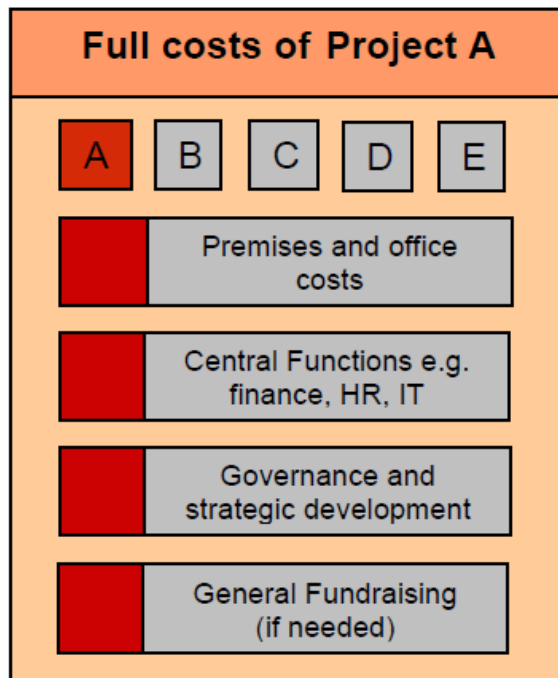 Full costs of Project A
A B C D E
Premises and office
costs
Central Functions e.g.
finance, HR, IT
Governance and
strategic development
General Fundraising
(if needed)